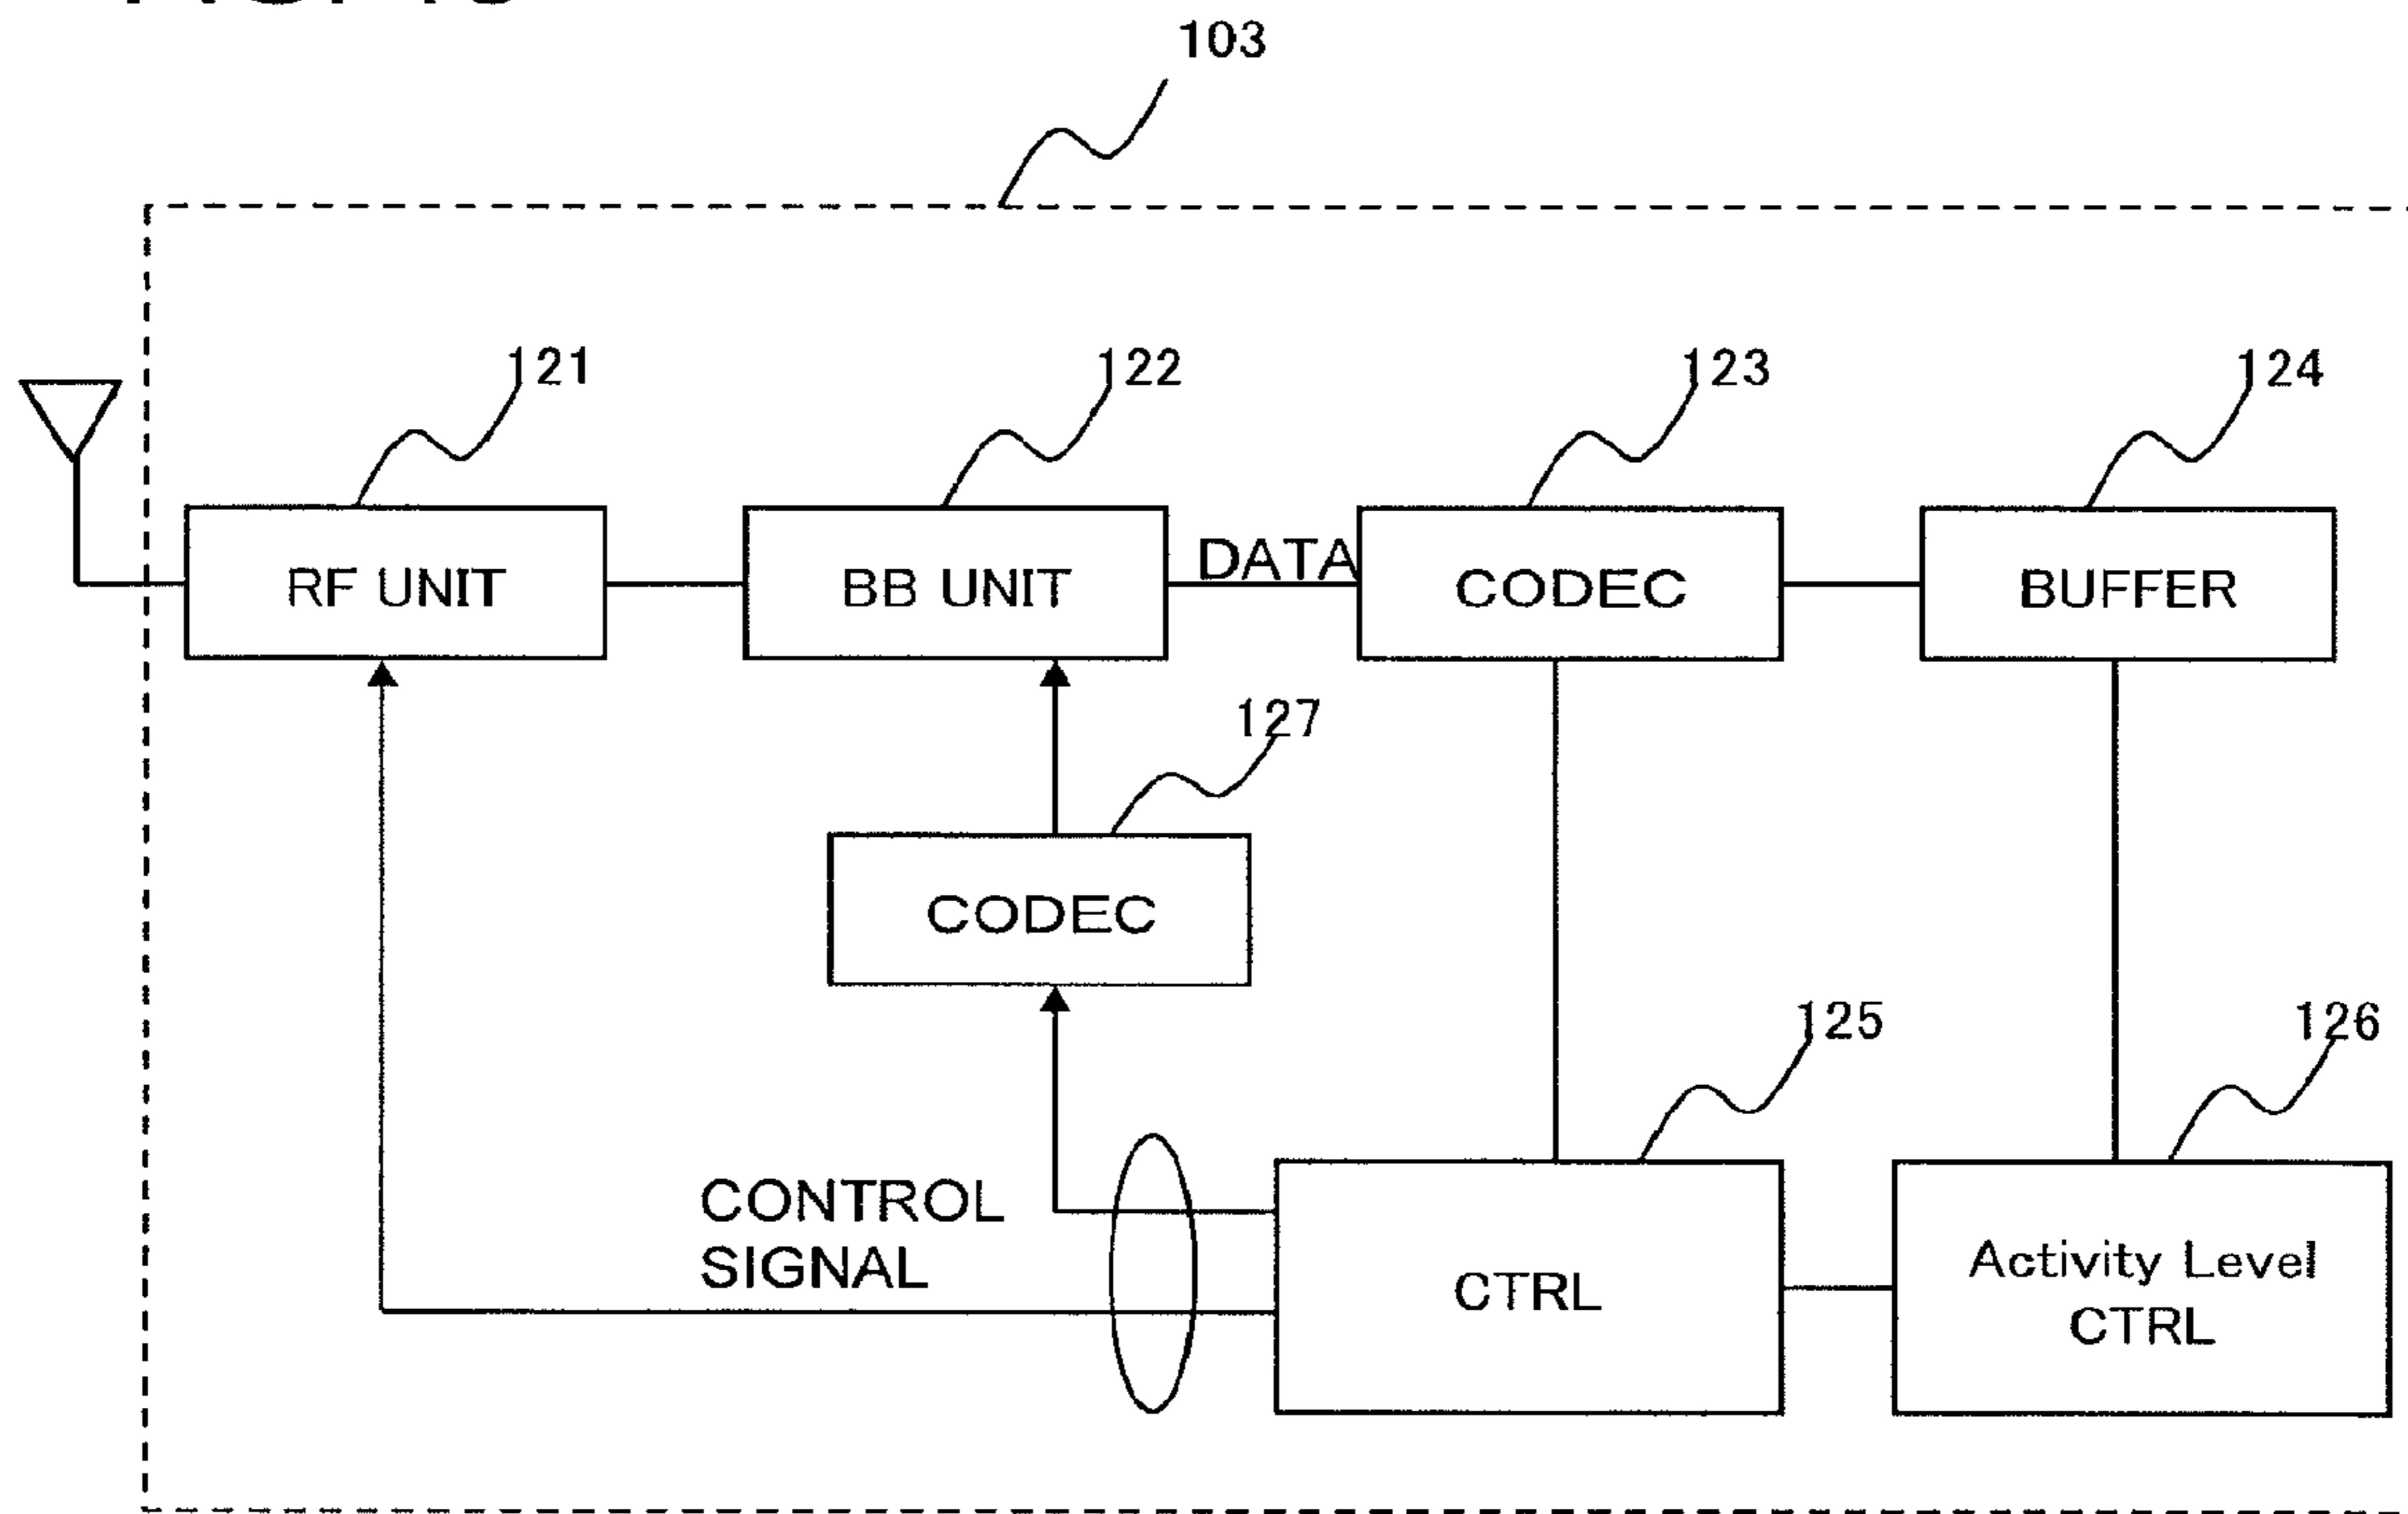 103
121
122
123
124
RF UNIT
BB UNIT
DATA
CODEC
BUFFER
127
CODEC
125
126
CONTROL
SIGNAL
CTRL
Activity Level
CTRL